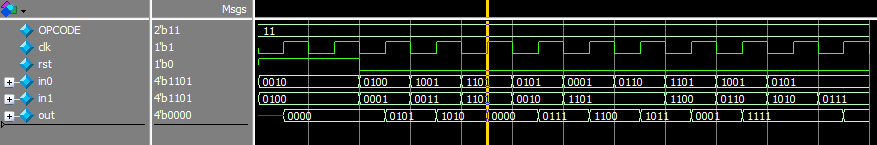 Msgs
OPCODE 2'b11 11
clk 1'b1
rst 1'b0
in0 4'b1101 0010 0100 1001 1101 0101 0001 0110 1101 1001 0101
in1 4'b1101 0100 0001 0011 1101 0010 1101 1100 0110 1010 0111
out 4'b0000 0000 0101 1010 0000 0111 1100 1011 0001 1111